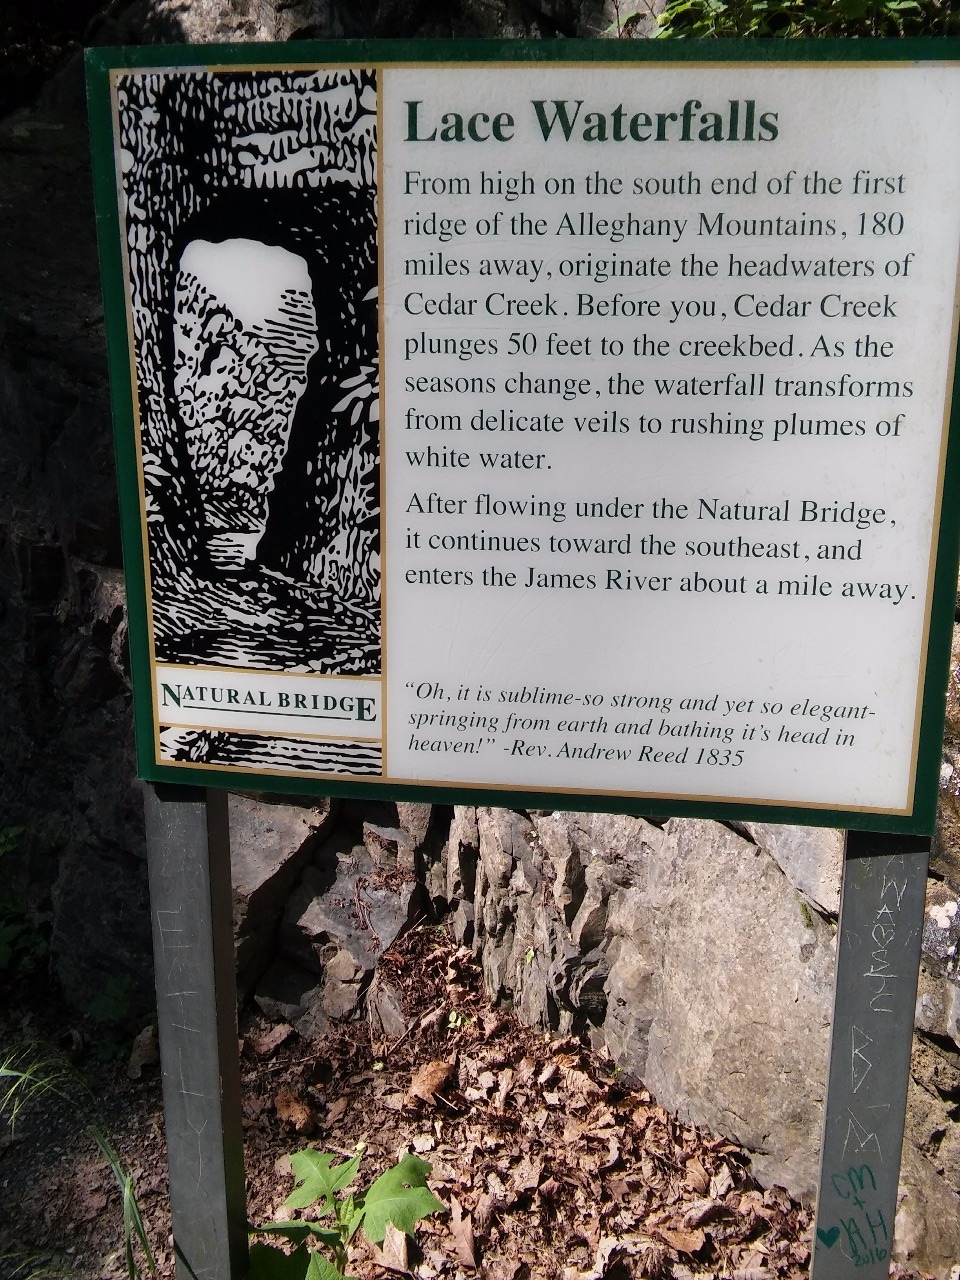 Lace Waterfalls
From high on the south end of the first
ridge of the Alleghany Mountains, 180
miles away, originate the headwaters of
Cedar Creek. Before you, Cedar Creek
plunges 50 feet to the creekbed. As the
seasons change, the waterfall transforms
from delicate veils to rushing plumes of
white water.
After flowing under the Natural Bridge,
it continues toward the southeast, and
enters the James River about a mile away.
"Oh, it is sublime-so strong and yet so elegant-
springing from earth and bathing it's head in
heaven!" -Rev. Andrew Reed 1835
NATURAL BRIDGE
OM
+
AH
2016